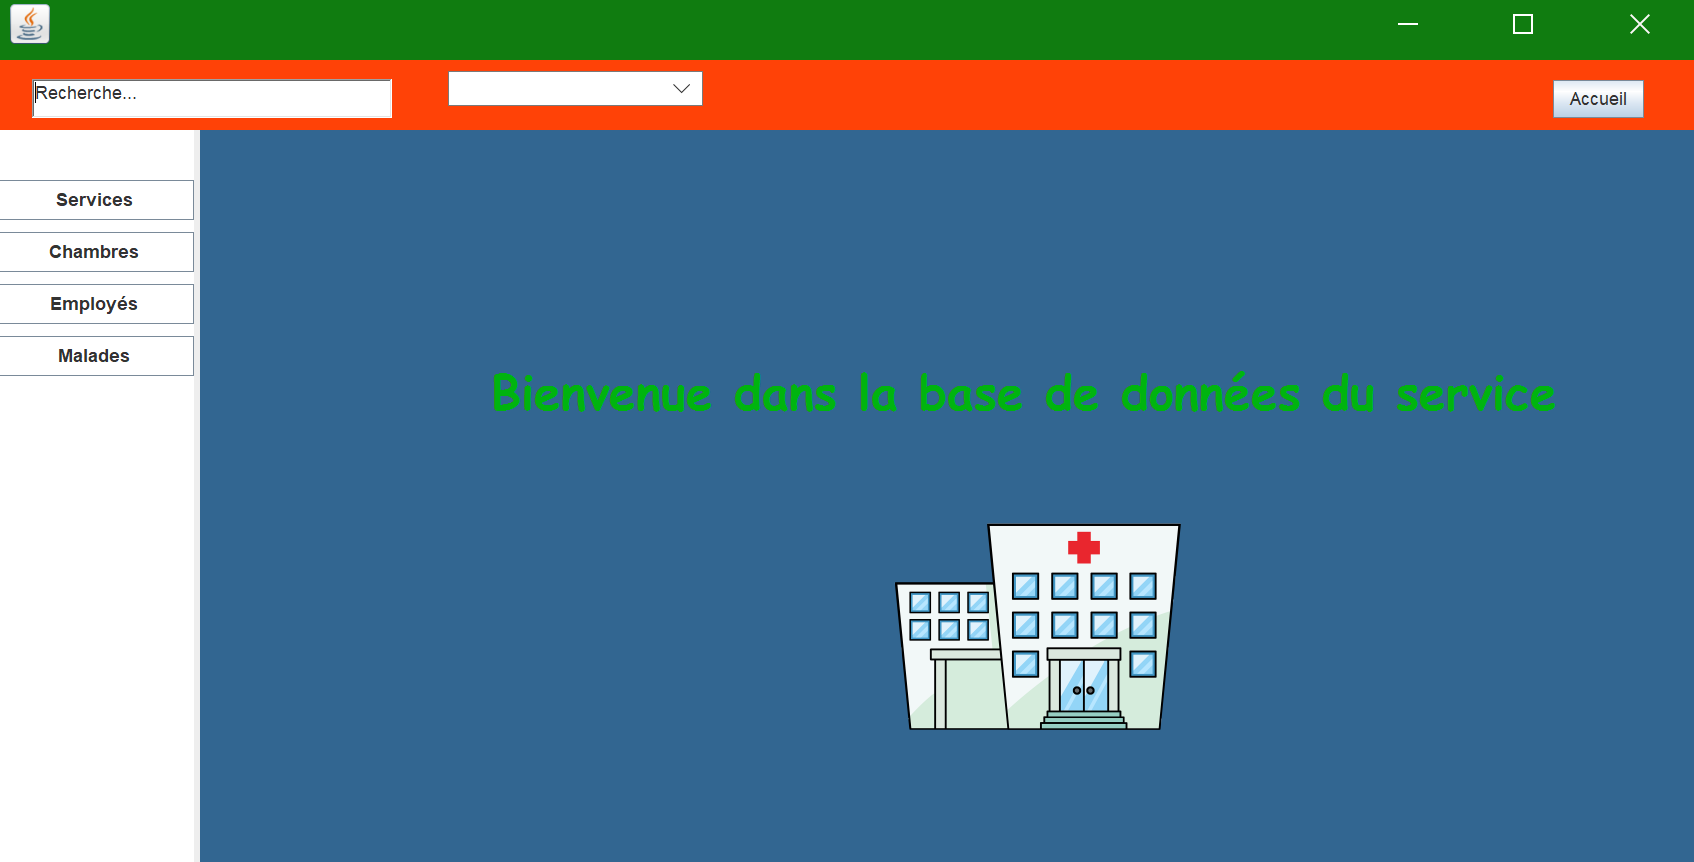 Recherche...
Accueil
Services
Chambres
Employés
Malades
Bienvenue dans la base de données du service